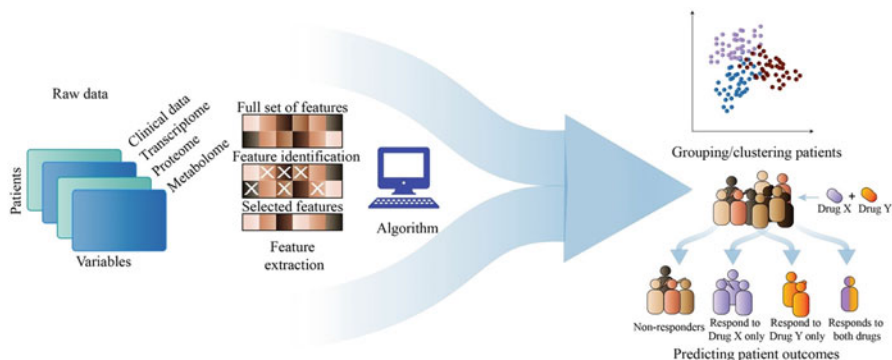 Raw data
Patients
Variables
Clinical data
Transcriptome
Proteome
Metabolome
Full set of features
Feature identification
Selected features
Feature
extraction
Algorithm
Grouping/clustering patients
Drug X + Drug Y
Non-responders
Respond to
Drug X only
Respond to
Drug Y only
Responds to
both drugs
Predicting patient outcomes